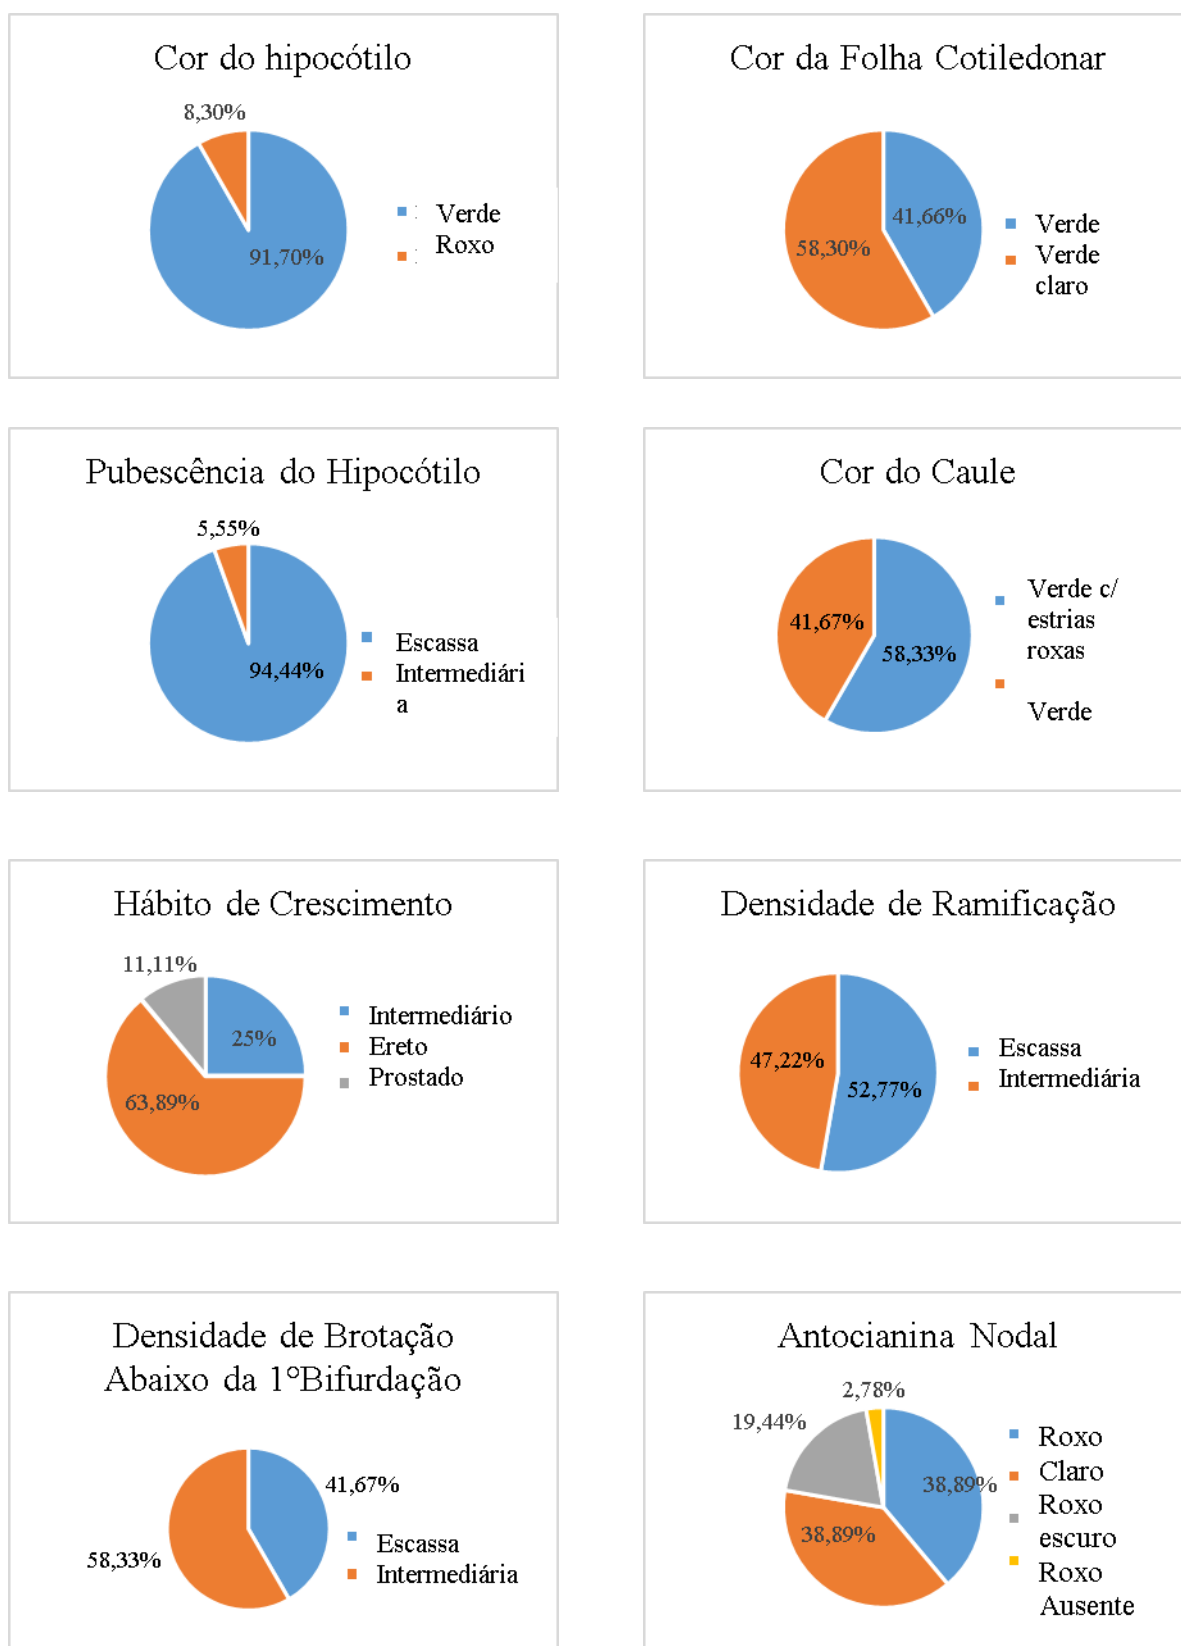 Cor do hipocótilo
8,30%
91,70%
Verde
Roxo
Cor da Folha Cotiledonar
41,66%
58,30%
Verde
Verde
claro
Pubescência do Hipocótilo
5,55%
94,44%
Escassa
Intermediári
a
Cor do Caule
41,67%
58,33%
Verde c/
estrias
roxas
Verde
Hábito de Crescimento
11,11%
25%
63,89%
Intermediário
Ereto
Prostado
Densidade de Ramificação
47,22%
52,77%
Escassa
Intermediária
Densidade de Brotação
Abaixo da 1°Bifurdação
41,67%
58,33%
Escassa
Intermediária
Antocianina Nodal
2,78%
19,44%
38,89%
38,89%
Roxo
Claro
Roxo
escuro
Roxo
Ausente